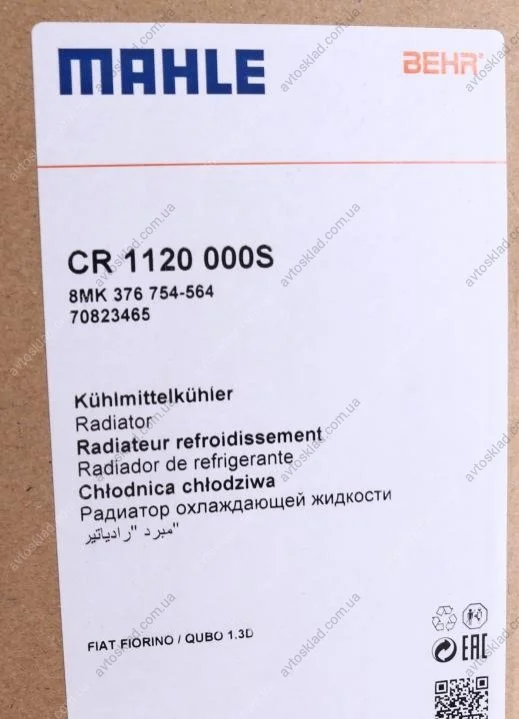 MAHLE
BEHR®
CR 1120 000S
8MK 376 754-564
70823465
Kühlmittelkühler
Radiator
Radiateur refroidissement
Radiador de refrigerante
Chłodnica chłodziwa
Радиатор охлаждающей жидкости
مبرد "رادياتير"
FIAT FIORINO / QUBO 1.3D
EAC
avtosklad.com.ua